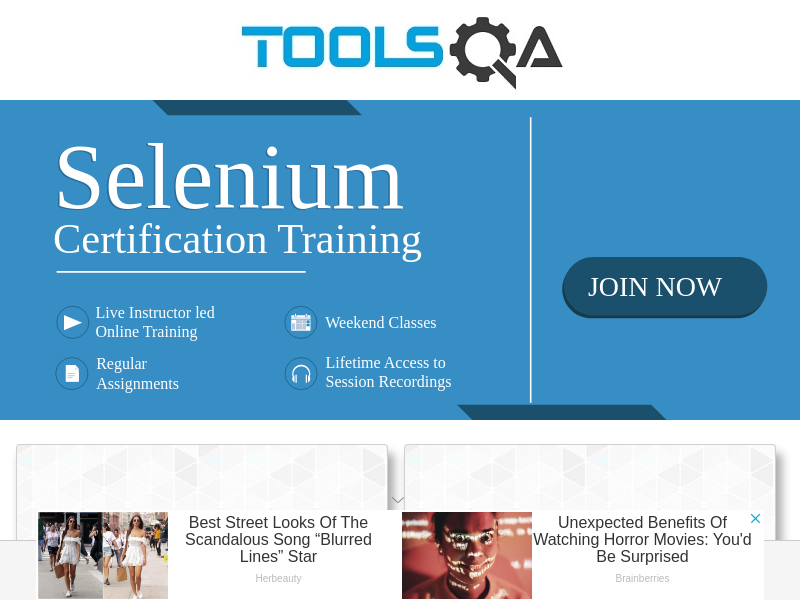 TOOLSQA
Selenium
Certification Training
JOIN NOW
Live Instructor led
Online Training
Weekend Classes
Regular
Assignments
Lifetime Access to
Session Recordings
Best Street Looks Of The
Scandalous Song “Blurred
Lines” Star
Herbeauty
Unexpected Benefits Of
Watching Horror Movies: You'd
Be Surprised
Brainberries